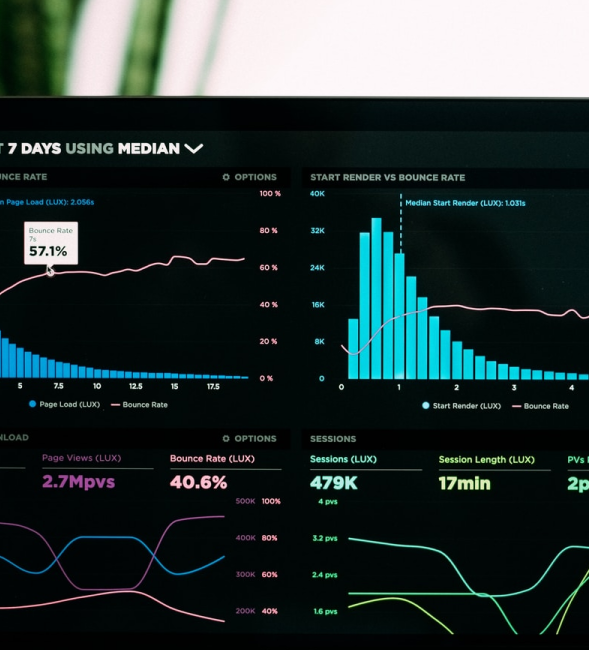 7 DAYS USING MEDIAN
RATE
OPTIONS
Page Load (LUX): 2.056s
100 %
80 %
60 %
40 %
20 %
0 %
Bounce Rate
7s
57.1%
5 7.5 10 12.5 15 17.5
Page Load (LUX) Bounce Rate
START RENDER VS BOUNCE RATE
40K
32K
24K
16K
8K
0
Median Start Render (LUX): 1.031s
0 1 2 3 4
Start Render (LUX) Bounce Rate
OPTIONS
Page Views (LUX)
2.7Mpvs
Bounce Rate (LUX)
40.6%
500K 100%
400K 80%
300K 60%
200K 40%
SESSIONS
Sessions (LUX)
479K
Session Length (LUX)
17min
PVs
4 pvs
3.2 pvs
2.4 pvs
1.6 pvs